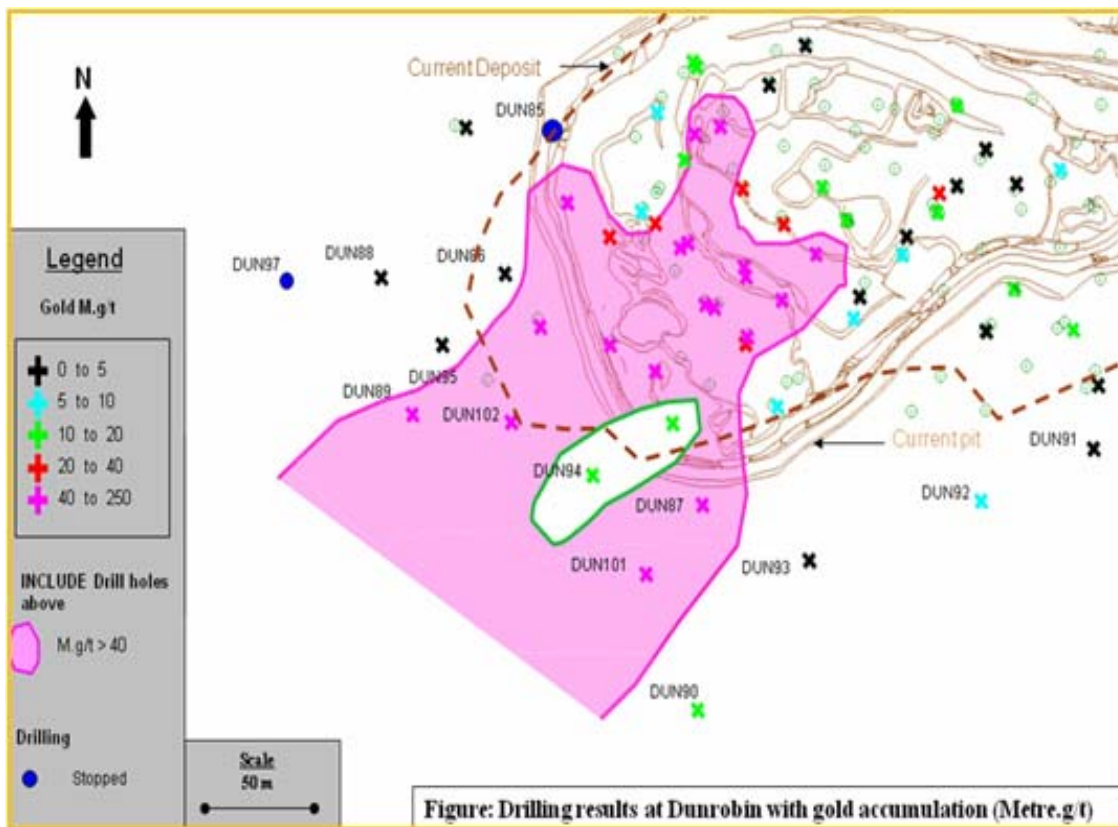 Current Deposit
N
DUN85
Legend
Gold M.g/t
0 to 5
5 to 10
10 to 20
20 to 40
40 to 250
INCLUDE Drill holes
above
M.g/t > 40
Drilling
Stopped
DUN97
DUN88
DUN86
DUN95
DUN89
DUN102
DUN94
DUN87
DUN101
DUN93
DUN90
DUN91
DUN92
Current pit
Scale
50 m
Figure: Drilling results at Dunrobin with gold accumulation (Metre.g/t)